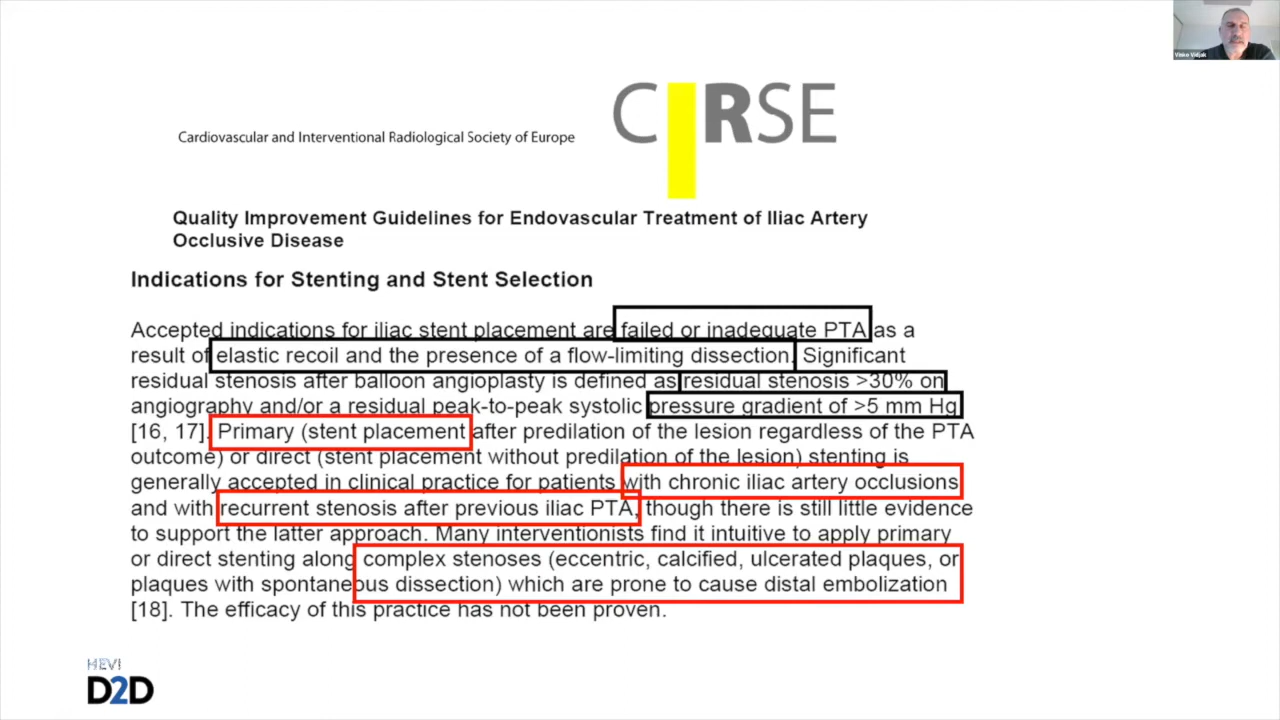 Vinko Vidjak
CIRSE
Cardiovascular and Interventional Radiological Society of Europe
Quality Improvement Guidelines for Endovascular Treatment of Iliac Artery
Occlusive Disease
Indications for Stenting and Stent Selection
Accepted indications for iliac stent placement are failed or inadequate PTA as a
result of elastic recoil and the presence of a flow-limiting dissection. Significant
residual stenosis after balloon angioplasty is defined as residual stenosis >30% on
angiography and/or a residual peak-to-peak systolic pressure gradient of >5 mm Hg
[16, 17]. Primary (stent placement after predilation of the lesion regardless of the PTA
outcome) or direct (stent placement without predilation of the lesion) stenting is
generally accepted in clinical practice for patients with chronic iliac artery occlusions
and with recurrent stenosis after previous iliac PTA, though there is still little evidence
to support the latter approach. Many interventionists find it intuitive to apply primary
or direct stenting along complex stenoses (eccentric, calcified, ulcerated plaques, or
plaques with spontaneous dissection) which are prone to cause distal embolization
[18]. The efficacy of this practice has not been proven.
HEVI
D2D